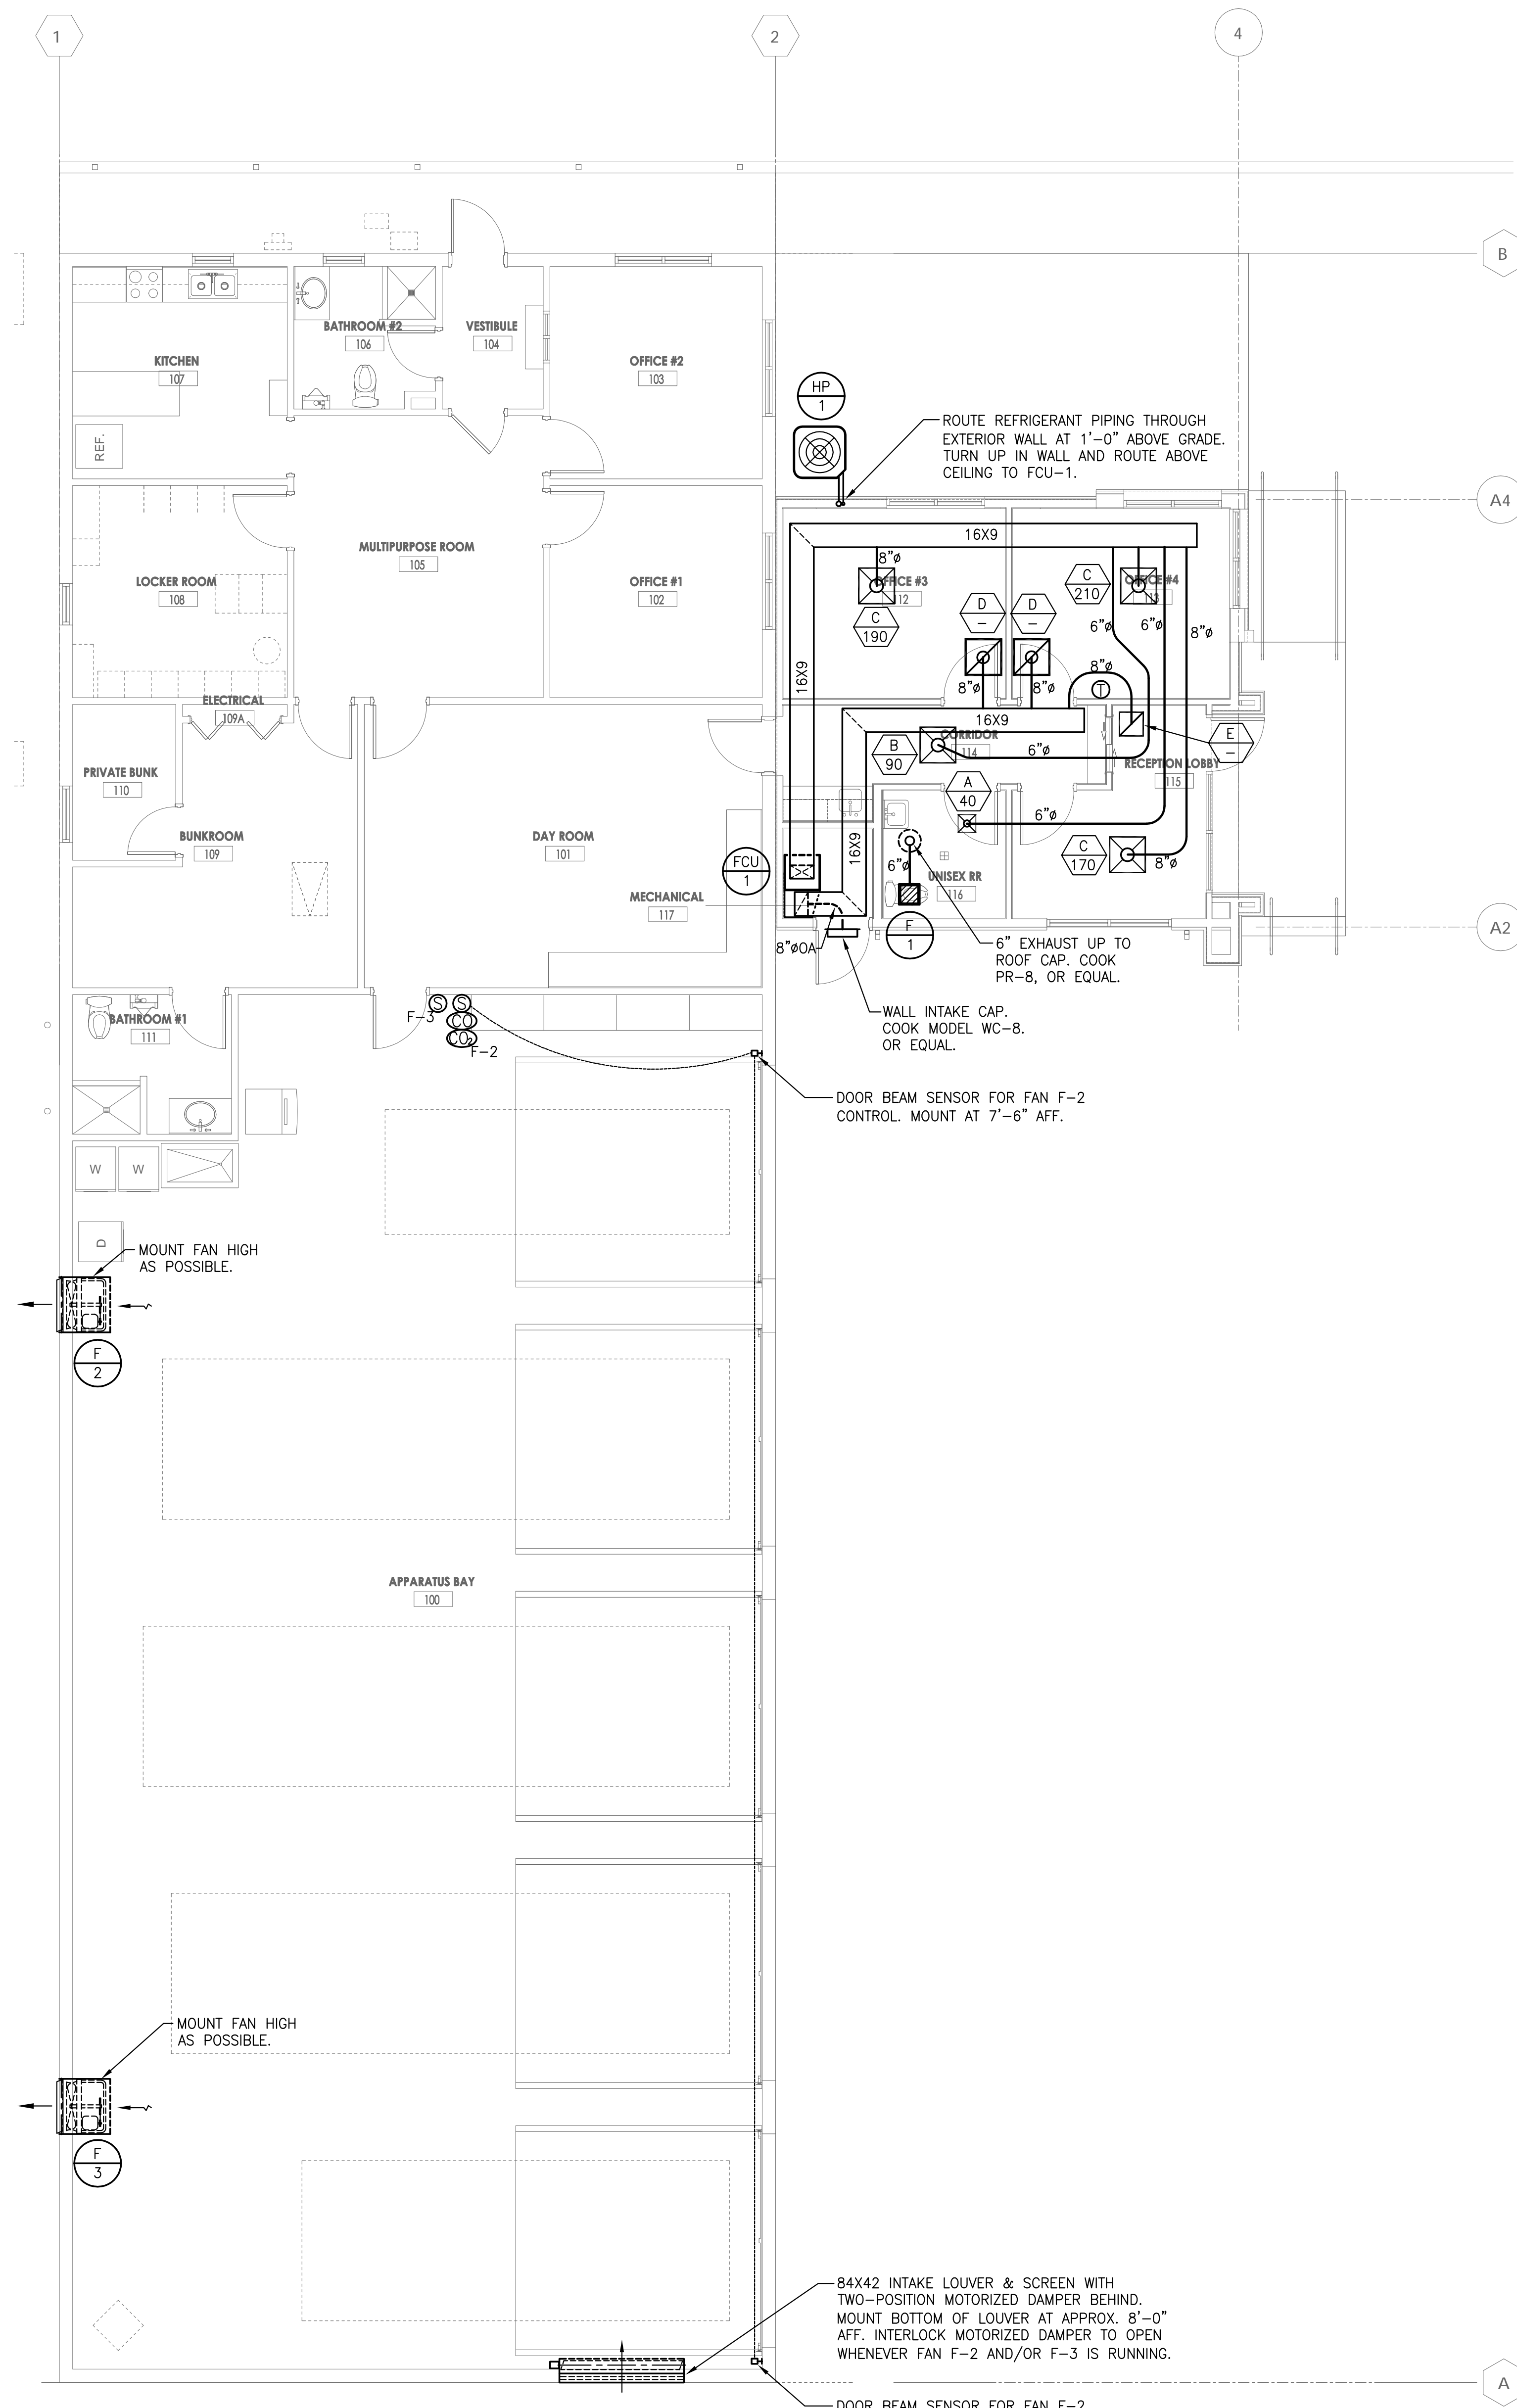 1
2
4
B
BATHROOM #2
106
VESTIBULE
104
KITCHEN
107
OFFICE #2
103
REF.
HP
1
ROUTE REFRIGERANT PIPING THROUGH
EXTERIOR WALL AT 1'-0" ABOVE GRADE.
TURN UP IN WALL AND ROUTE ABOVE
CEILING TO FCU-1.
A4
MULTIPURPOSE ROOM
105
LOCKER ROOM
108
OFFICE #1
102
16X9
8"ø
OFFICE #3
112
C
190
D
-
D
-
C
210
OFFICE #4
113
6"ø
6"ø
8"ø
16X9
8"ø
8"ø
8"ø
T
ELECTRICAL
109A
16X9
CORRIDOR
114
B
90
6"ø
E
-
RECEPTION LOBBY
115
PRIVATE BUNK
110
A
40
6"ø
BUNKROOM
109
DAY ROOM
101
FCU
1
16X9
6"ø
C
170
8"ø
UNISEX RR
116
MECHANICAL
117
F
1
8"øOA
A2
6" EXHAUST UP TO
ROOF CAP. COOK
PR-8, OR EQUAL.
WALL INTAKE CAP.
COOK MODEL WC-8.
OR EQUAL.
S
S
F-3
CO
CO2
F-2
BATHROOM #1
111
DOOR BEAM SENSOR FOR FAN F-2
CONTROL. MOUNT AT 7'-6" AFF.
W
W
D
MOUNT FAN HIGH
AS POSSIBLE.
F
2
APPARATUS BAY
100
MOUNT FAN HIGH
AS POSSIBLE.
F
3
84X42 INTAKE LOUVER & SCREEN WITH
TWO-POSITION MOTORIZED DAMPER BEHIND.
MOUNT BOTTOM OF LOUVER AT APPROX. 8'-0"
AFF. INTERLOCK MOTORIZED DAMPER TO OPEN
WHENEVER FAN F-2 AND/OR F-3 IS RUNNING.
A
DOOR BEAM SENSOR FOR FAN F-2